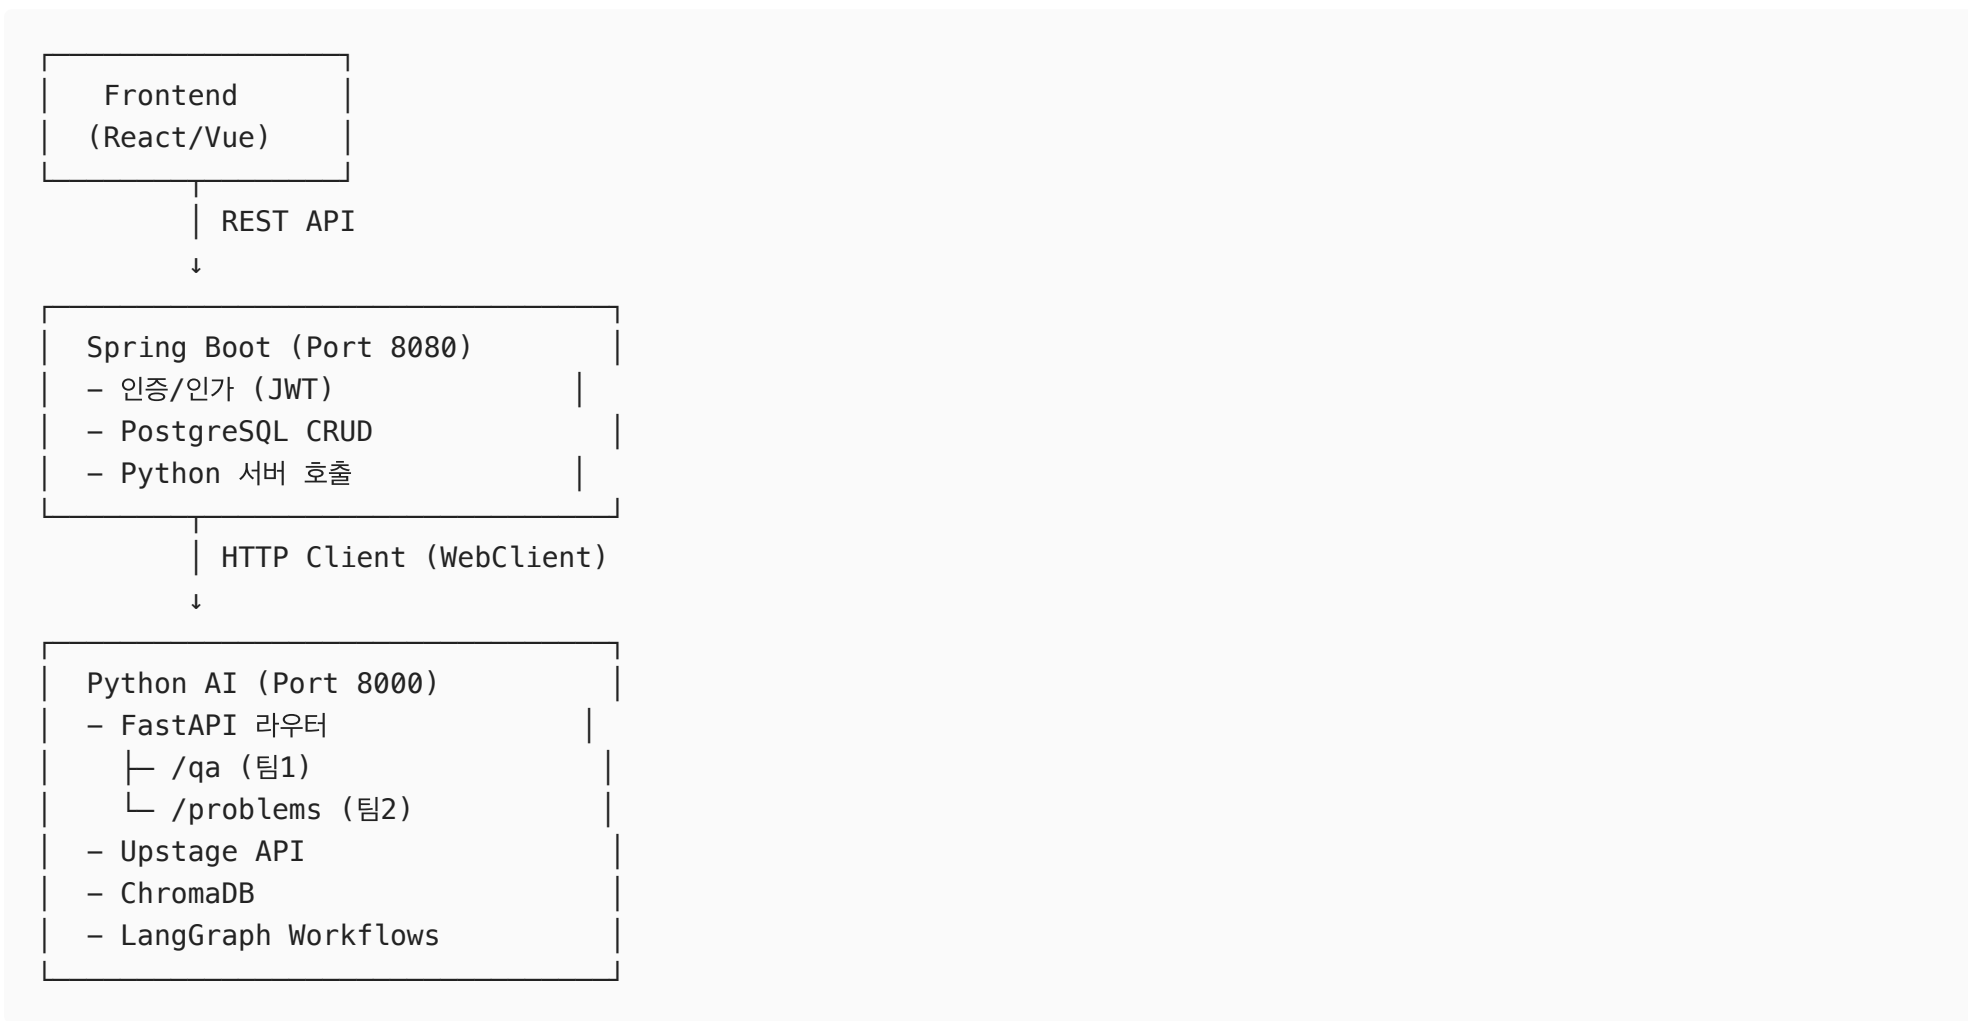 Frontend
(React/Vue)
REST API
↓
Spring Boot (Port 8080)
- 인증/인가 (JWT)
- PostgreSQL CRUD
- Python 서버 호출
HTTP Client (WebClient)
↓
Python AI (Port 8000)
- FastAPI 라우터
├─ /qa (팀1)
└─ /problems (팀2)
- Upstage API
- ChromaDB
- LangGraph Workflows